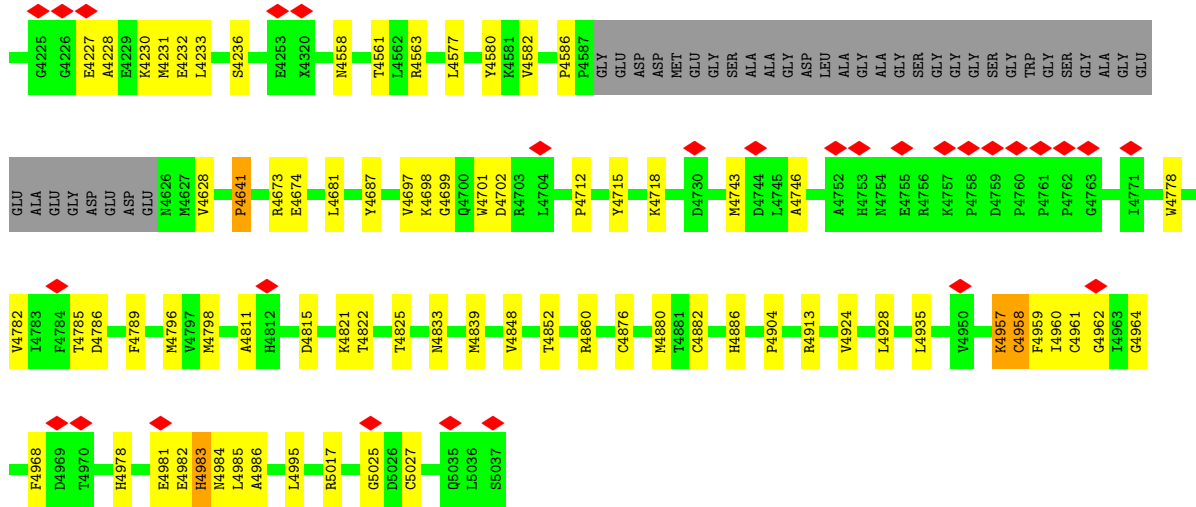 G4225 G4226 E4227 A4228 E4229 K4230 M4231 E4232 L4233 S4236 E4253 X4320 N4558 T4561 L4562 R4563 L4577 Y4580 K4581 V4582 P4586 P4587 GLY GLU ASP ASP MET GLU GLY SER ALA ALA GLY ASP LEU ALA GLY ALA GLY SER GLY GLY GLY SER GLY TRP GLY SER GLY ALA GLY GLU
GLU ALA GLU GLY ASP GLU ASP GLU N4626 M4627 V4628 P4641 R4673 E4674 L4681 Y4687 V4697 K4698 G4699 Q4700 W4701 D4702 R4703 L4704 P4712 Y4715 K4718 D4730 M4743 D4744 L4745 A4746 A4752 H4753 N4754 E4755 R4756 K4757 P4758 D4759 P4760 P4761 P4762 G4763 I4771 W4778
V4782 I4783 F4784 T4785 D4786 F4789 M4796 V4797 M4798 A4811 H4812 D4815 K4821 T4822 T4825 N4833 M4839 V4848 T4852 R4860 C4876 M4880 T4881 C4882 H4886 P4904 R4913 V4924 L4928 L4935 V4950 K4957 C4958 F4959 I4960 C4961 G4962 I4963 G4964
F4968 D4969 T4970 H4978 E4981 E4982 H4983 N4984 L4985 A4986 L4995 R5017 G5025 D5026 C5027 Q5035 L5036 S5037